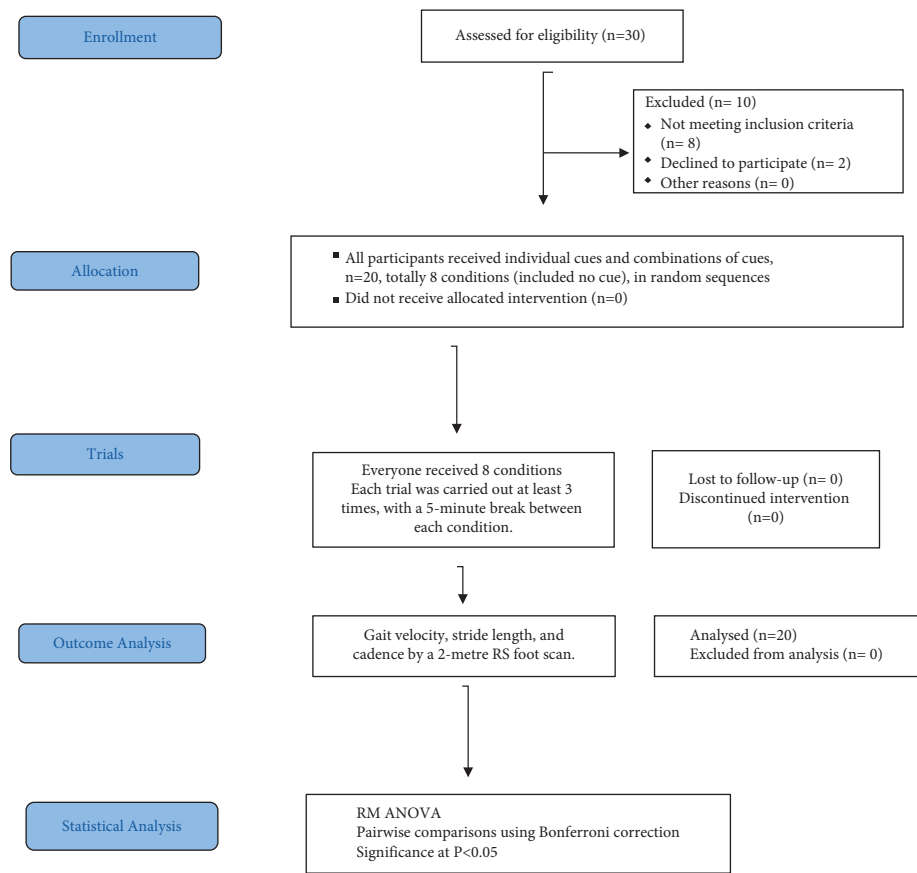 Enrollment
Assessed for eligibility (n=30)
Excluded (n= 10)
◆ Not meeting inclusion criteria
(n= 8)
◆ Declined to participate (n= 2)
◆ Other reasons (n= 0)
Allocation
■ All participants received individual cues and combinations of cues,
n=20, totally 8 conditions (included no cue), in random sequences
■ Did not receive allocated intervention (n=0)
Trials
Everyone received 8 conditions
Each trial was carried out at least 3
times, with a 5-minute break between
each condition.
Lost to follow-up (n= 0)
Discontinued intervention
(n=0)
Outcome Analysis
Gait velocity, stride length, and
cadence by a 2-metre RS foot scan.
Analysed (n=20)
Excluded from analysis (n= 0)
Statistical Analysis
RM ANOVA
Pairwise comparisons using Bonferroni correction
Significance at P<0.05